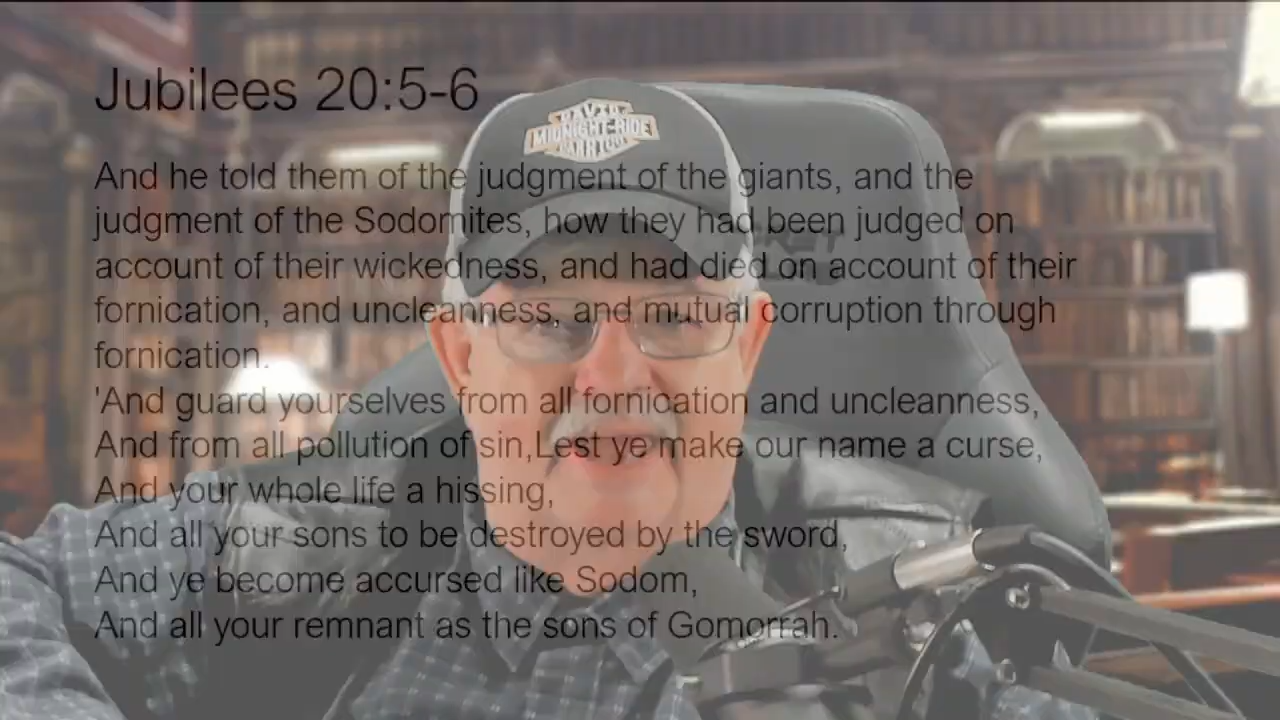 Jubilees 20:5-6
DAVID
MIDNIGHT-RIDE
And he told them of the judgment of the giants, and the
judgment of the Sodomites, how they had been judged on
account of their wickedness, and had died on account of their
fornication, and uncleanness, and mutual corruption through
fornication.
'And guard yourselves from all fornication and uncleanness,
And from all pollution of sin,Lest ye make our name a curse,
And your whole life a hissing,
And all your sons to be destroyed by the sword,
And ye become accursed like Sodom,
And all your remnant as the sons of Gomorrah.